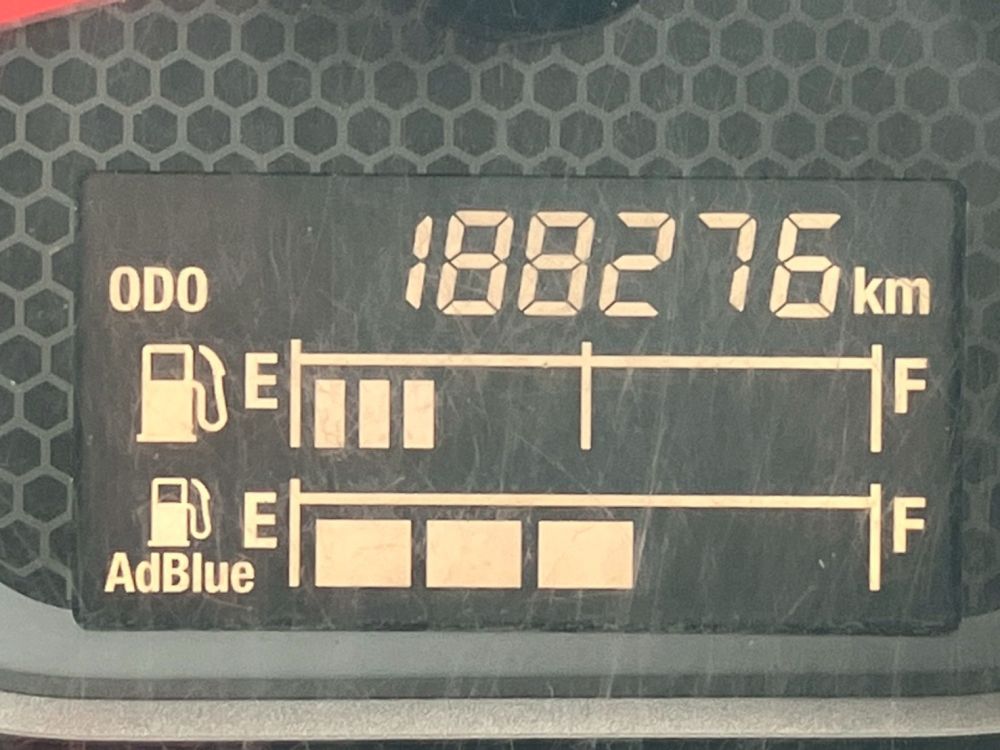 ODO 188276 km
E F
E F
AdBlue